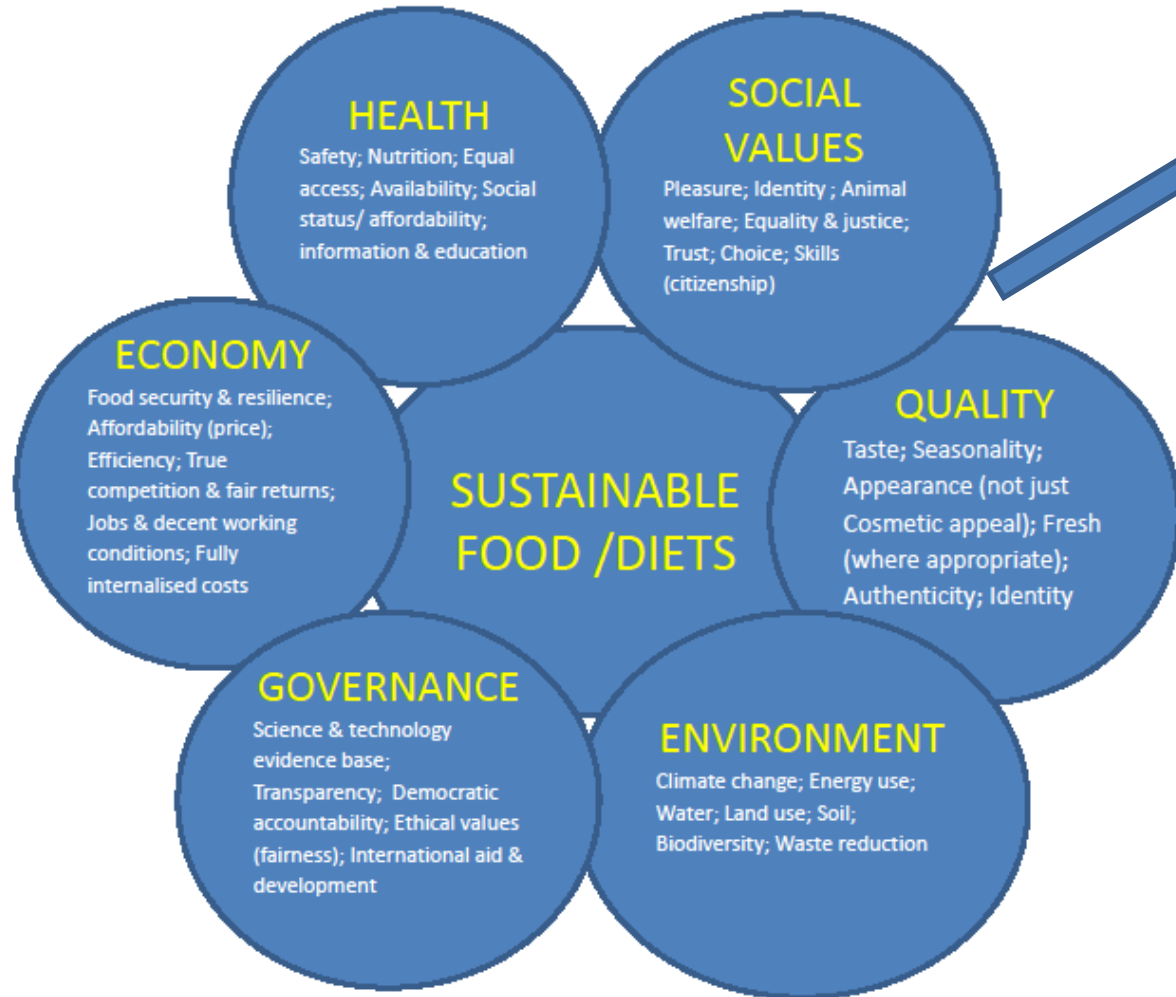 HEALTH
Safety; Nutrition; Equal
access; Availability; Social
status/ affordability;
information & education
SOCIAL
VALUES
Pleasure; Identity ; Animal
welfare; Equality & justice;
Trust; Choice; Skills
(citizenship)
ECONOMY
Food security & resilience;
Affordability (price);
Efficiency; True
competition & fair returns;
Jobs & decent working
conditions; Fully
internalised costs
SUSTAINABLE
FOOD /DIETS
QUALITY
Taste; Seasonality;
Appearance (not just
Cosmetic appeal); Fresh
(where appropriate);
Authenticity; Identity
GOVERNANCE
Science & technology
evidence base;
Transparency; Democratic
accountability; Ethical values
(fairness); International aid &
development
ENVIRONMENT
Climate change; Energy use;
Water; Land use; Soil;
Biodiversity; Waste reduction